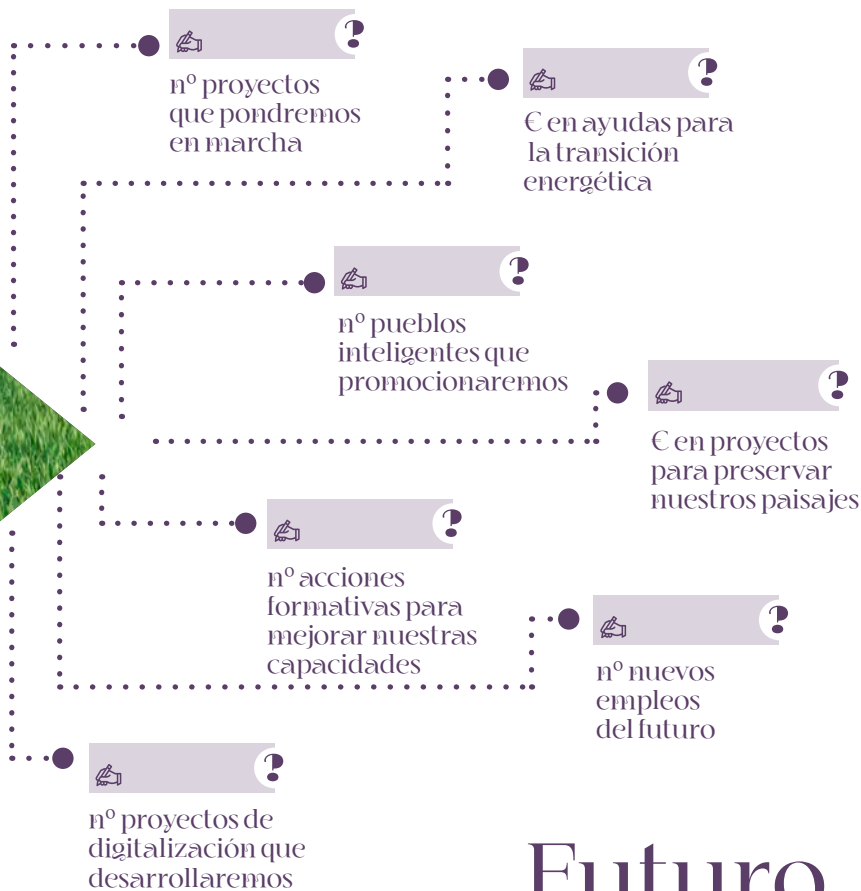 ?
nº proyectos
que pondremos
en marcha
?
€ en ayudas para
la transición
energética
?
nº pueblos
inteligentes que
promocionaremos
?
€ en proyectos
para preservar
nuestros paisajes
?
nº acciones
formativas para
mejorar nuestras
capacidades
?
nº nuevos
empleos
del futuro
?
nº proyectos de
digitalización que
desarrollaremos
Futuro